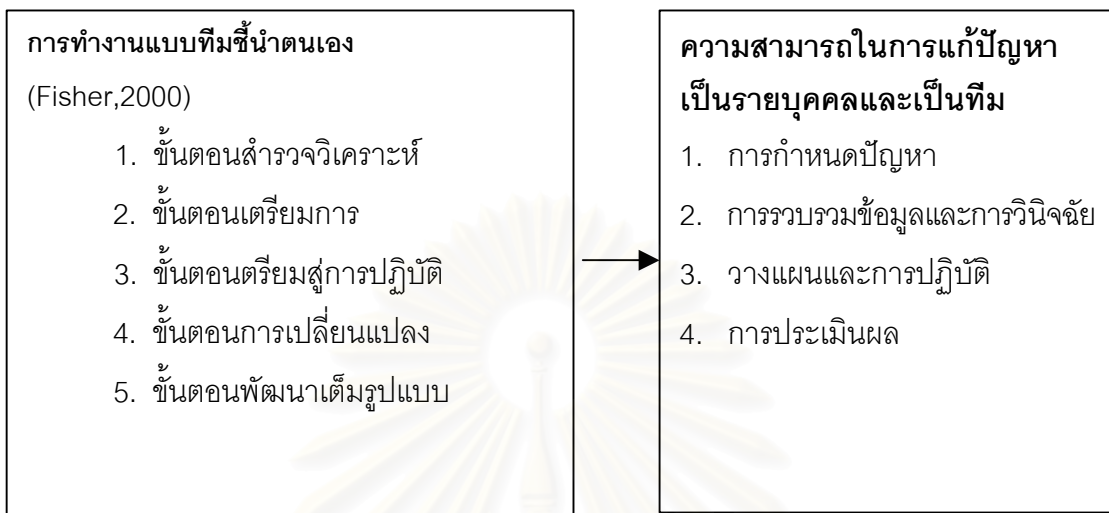 การทำงานแบบทีมชี้นำตนเอง
(Fisher,2000)
1. ขั้นตอนสำรวจวิเคราะห์
2. ขั้นตอนเตรียมการ
3. ขั้นตอนตรียมสู่การปฏิบัติ
4. ขั้นตอนการเปลี่ยนแปลง
5. ขั้นตอนพัฒนาเต็มรูปแบบ
ความสามารถในการแก้ปัญหา
เป็นรายบุคคลและเป็นทีม
1. การกำหนดปัญหา
2. การรวบรวมข้อมูลและการวินิจฉัย
3. วางแผนและการปฏิบัติ
4. การประเมินผล